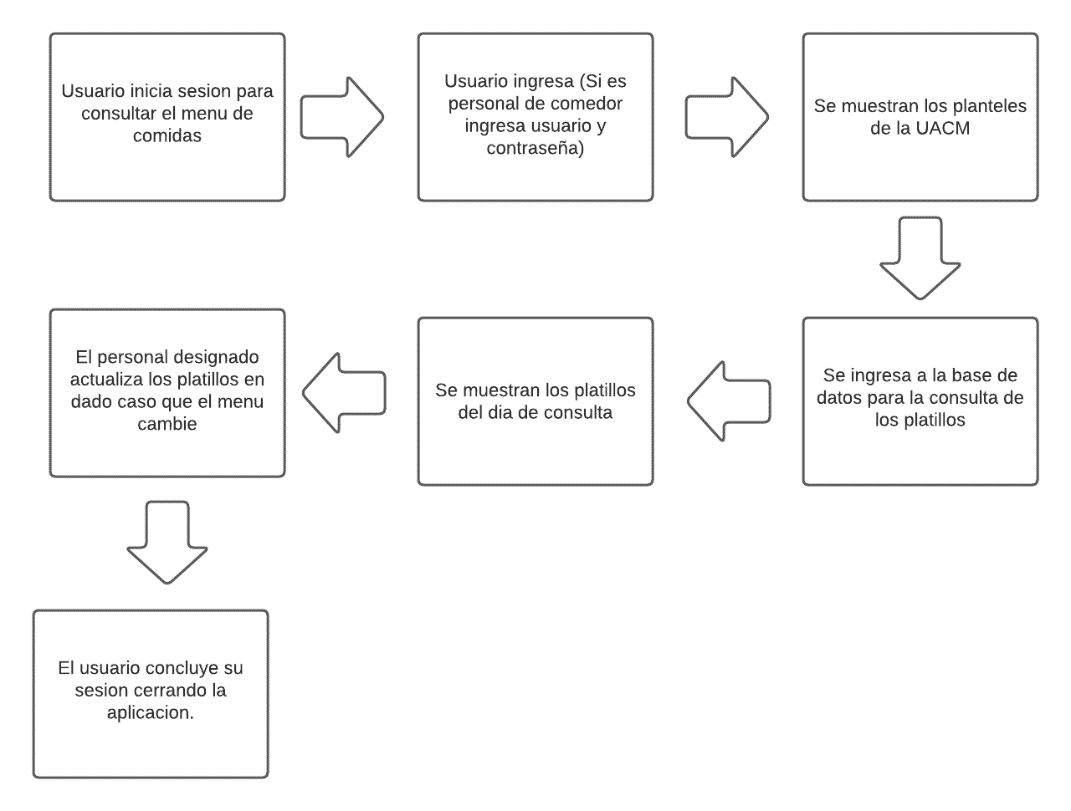 Usuario inicia sesion para
consultar el menu de
comidas
Usuario ingresa (Si es
personal de comedor
ingresa usuario y
contraseña)
Se muestran los planteles
de la UACM
Se ingresa a la base de
datos para la consulta de
los platillos
Se muestran los platillos
del dia de consulta
El personal designado
actualiza los platillos en
dado caso que el menu
cambie
El usuario concluye su
sesion cerrando la
aplicacion.